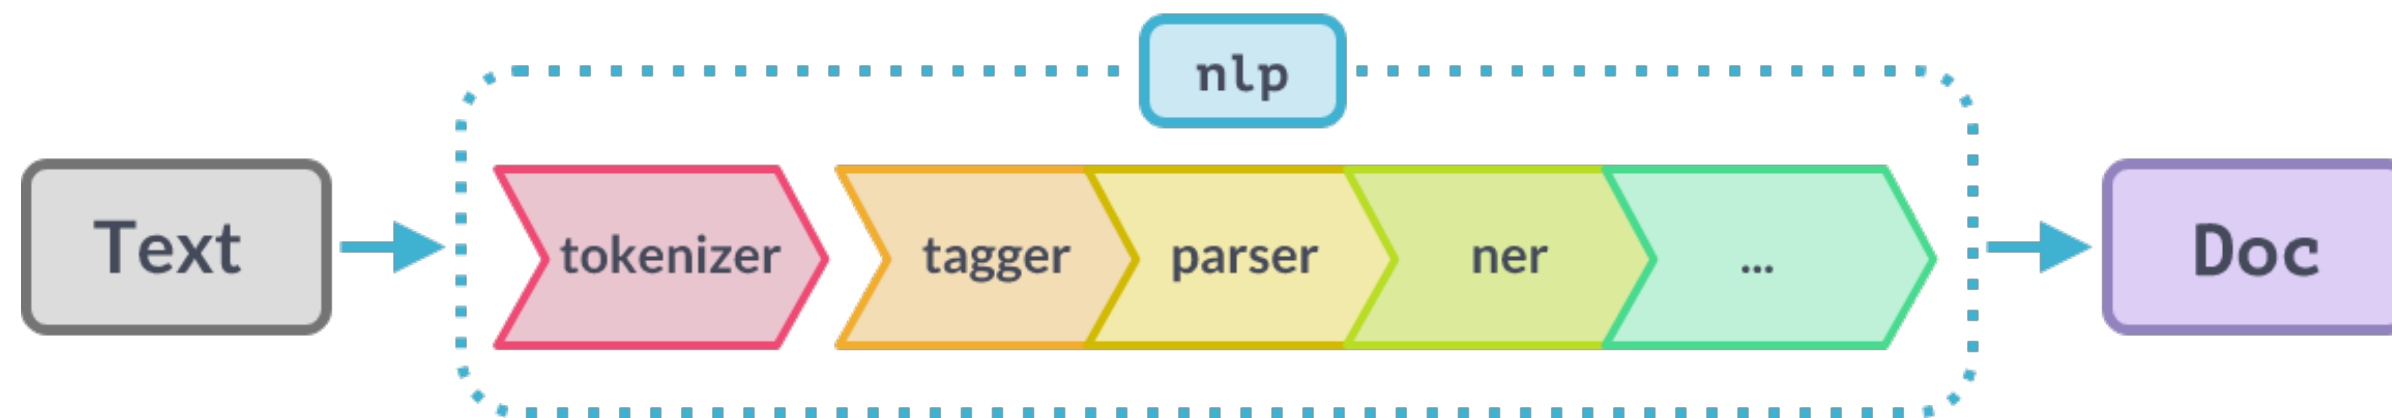 nlp
Text
tokenizer
tagger
parser
ner
...
Doc